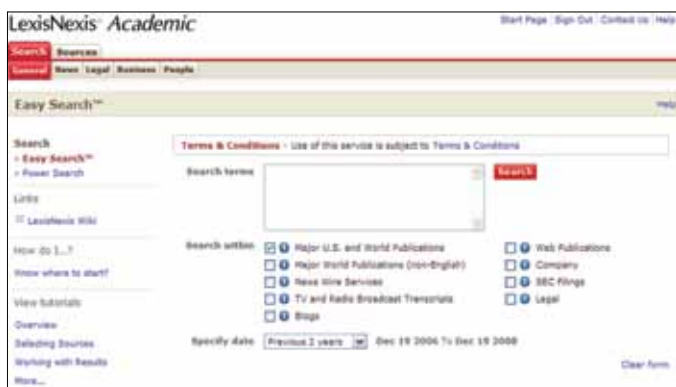 LexisNexis® Academic
Start Page Sign Out Contact Us Help
Search Sources
General News Legal Business People
Easy Search™
Help
Search
Easy Search™
Power Search
Links
LexisNexis Wiki
How do I...?
Know where to start?
View tutorials
Overview
Selecting Sources
Working with Results
More...
Terms & Conditions - Use of this service is subject to Terms & Conditions
Search terms
Search
Search within
Major U.S. and World Publications
Major World Publications (non-English)
News Wire Services
TV and Radio Broadcast Transcripts
Blogs
Web Publications
Company
SEC Filings
Legal
Specify date Previous 2 years Dec 19 2006 To Dec 19 2008
Clear form